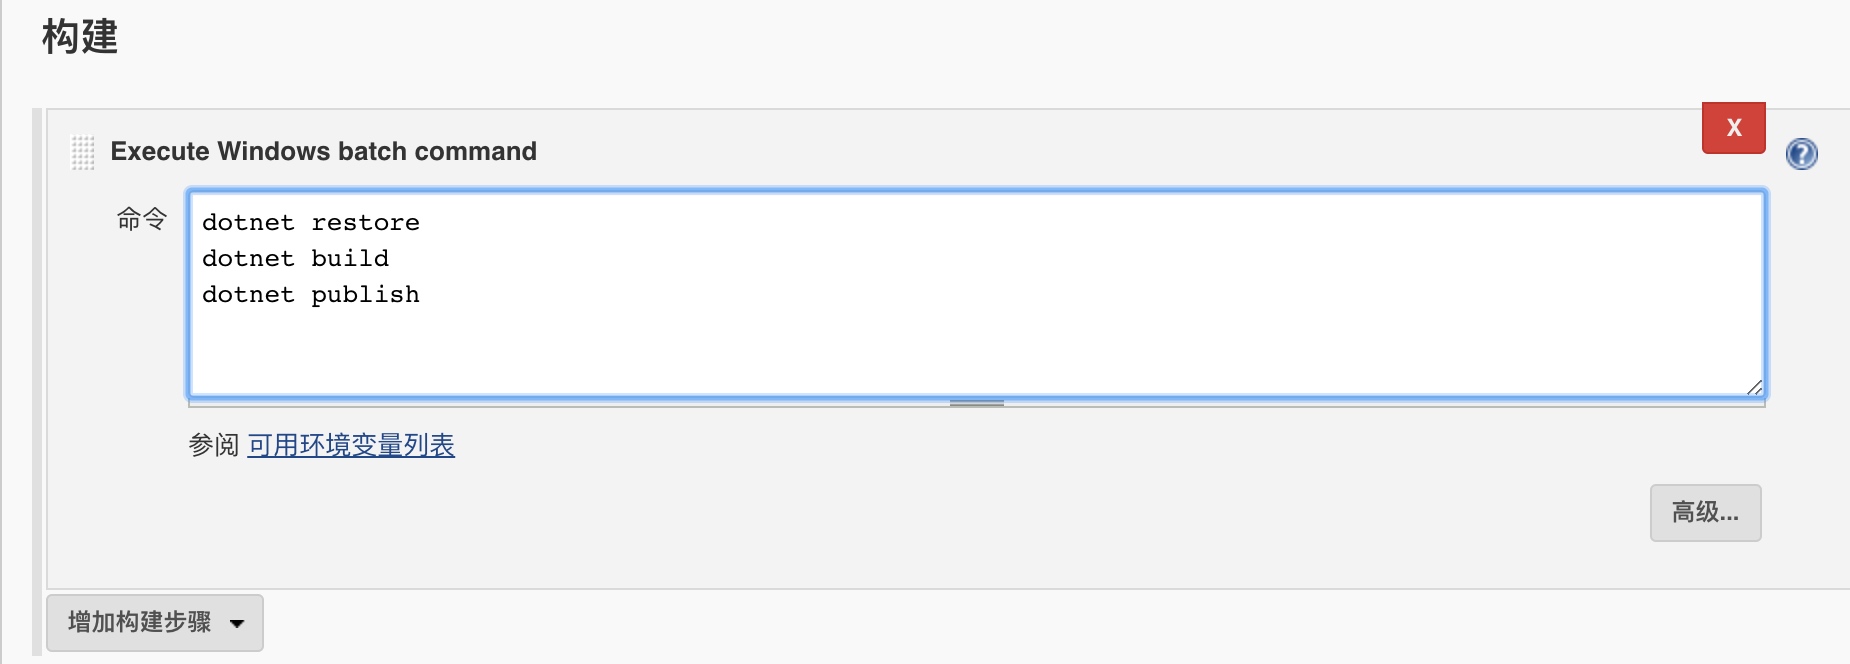 构建
Execute Windows batch command
X
?
命令
dotnet restore
dotnet build
dotnet publish
参阅 可用环境变量列表
高级...
增加构建步骤